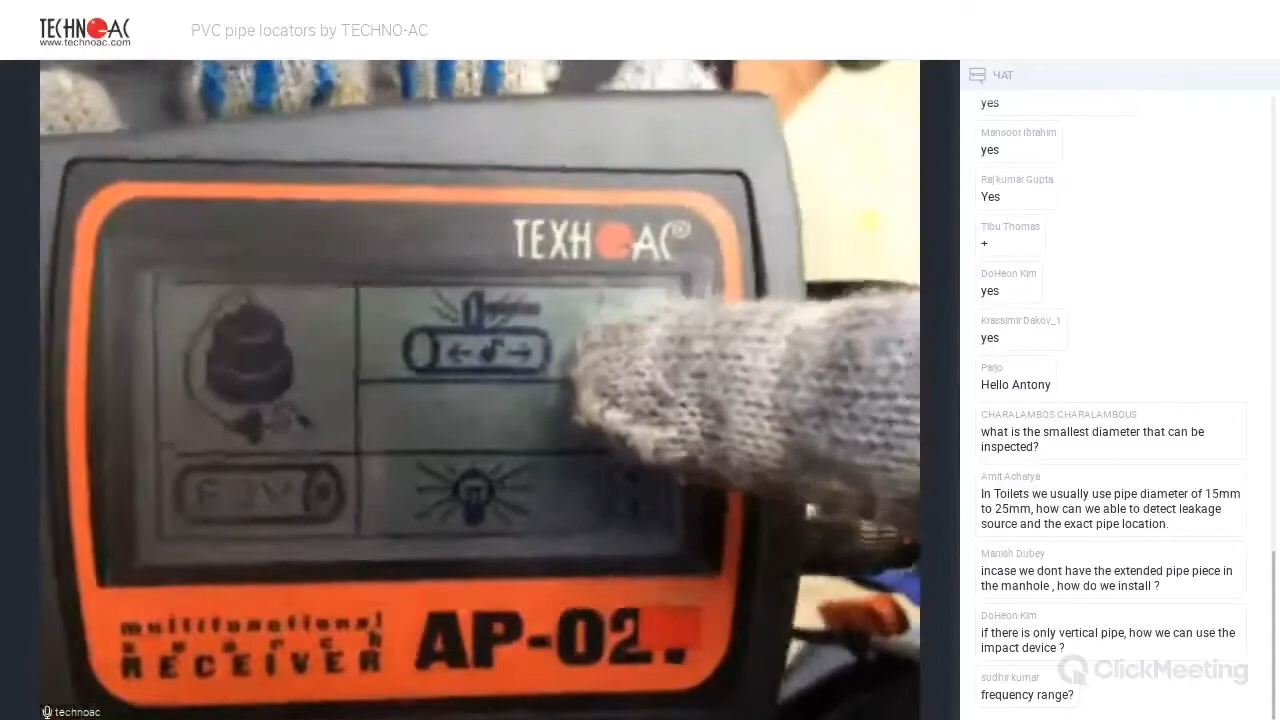 TECHNOAC
www.technoac.com
PVC pipe locators by TECHNO-AC
ЧАТ
yes
Mansoor Ibrahim
yes
Rajkumar Gupta
Yes
Tibu Thomas
+
DoHeon Kim
yes
Krassimir Dakov_1
yes
Parjo
Hello Antony
CHARALAMBOS CHARALAMBOUS
what is the smallest diameter that can be
inspected?
Amit Acharya
In Toilets we usually use pipe diameter of 15mm
to 25mm, how can we able to detect leakage
source and the exact pipe location.
Manish Dubey
incase we dont have the extended pipe piece in
the manhole , how do we install ?
DoHeon Kim
if there is only vertical pipe, how we can use the
impact device ?
sudhir kumar
frequency range?
ClickMeeting
ТЕХНОАС®
multifunctional
search
RECEIVER
AP-02
technoac